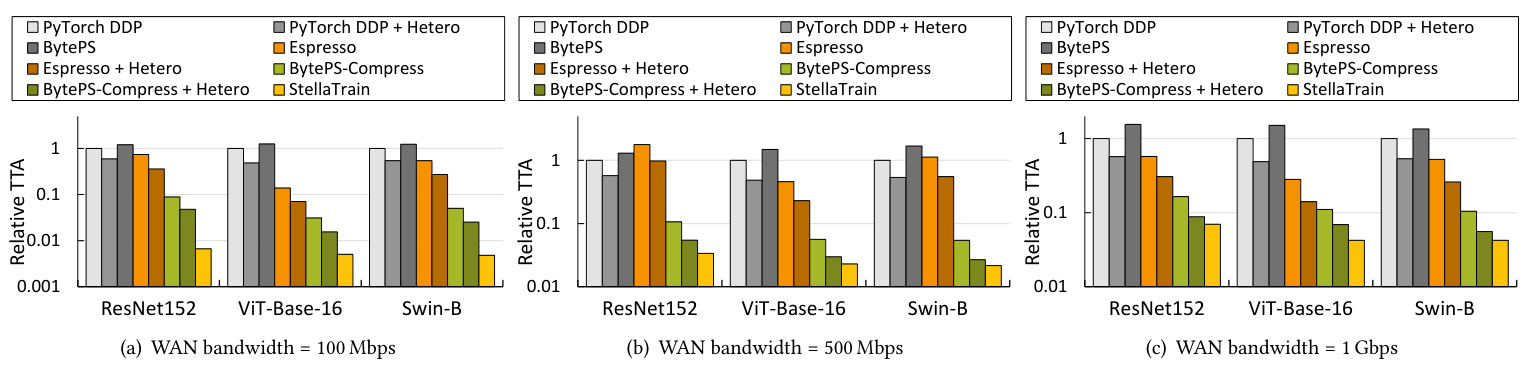 PyTorch DDP PyTorch DDP + Hetero
BytePS Espresso
Espresso + Hetero BytePS-Compress
BytePS-Compress + Hetero StellaTrain
Relative TTA
1
0.1
0.01
0.001
ResNet152 ViT-Base-16 Swin-B
(a) WAN bandwidth = 100 Mbps
PyTorch DDP PyTorch DDP + Hetero
BytePS Espresso
Espresso + Hetero BytePS-Compress
BytePS-Compress + Hetero StellaTrain
Relative TTA
1
0.1
0.01
ResNet152 ViT-Base-16 Swin-B
(b) WAN bandwidth = 500 Mbps
PyTorch DDP PyTorch DDP + Hetero
BytePS Espresso
Espresso + Hetero BytePS-Compress
BytePS-Compress + Hetero StellaTrain
Relative TTA
1
0.1
0.01
ResNet152 ViT-Base-16 Swin-B
(c) WAN bandwidth = 1 Gbps